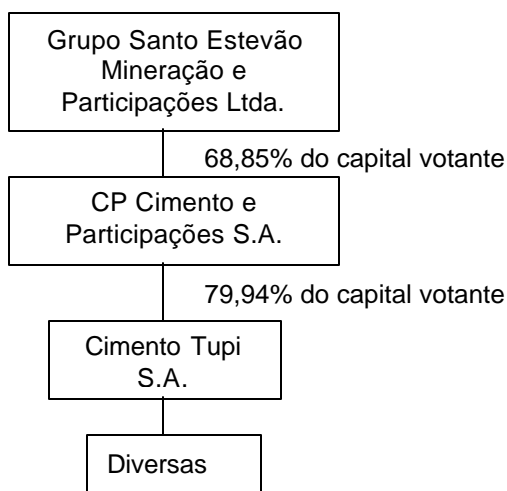 Grupo Santo Estevão
Mineração e
Participações Ltda.
68,85% do capital votante
CP Cimento e
Participações S.A.
79,94% do capital votante
Cimento Tupi
S.A.
Diversas